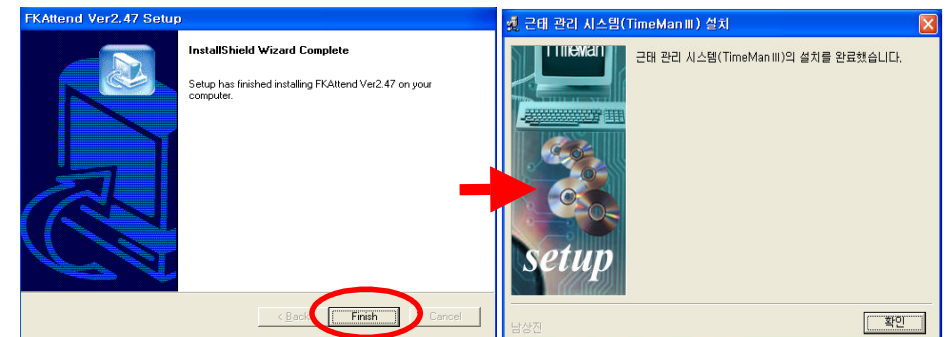 FKAttend Ver2.47 Setup
InstallShield Wizard Complete
Setup has finished installing FKAttend Ver2.47 on your
computer.
< Back
Finish
Cancel
근태 관리 시스템(TimeManⅢ) 설치
TimeMan
근태 관리 시스템(TimeManⅢ)의 설치를 완료했습니다.
setup
남상진
확인